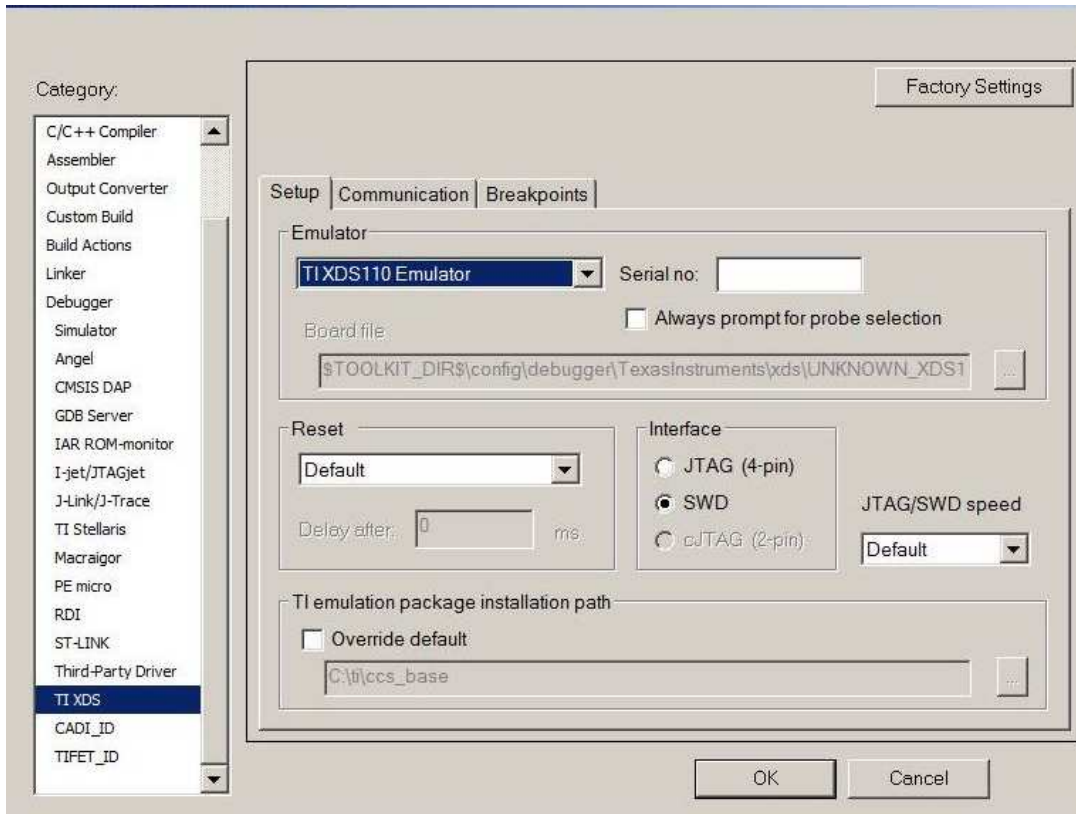 Category:
C/C++ Compiler
Assembler
Output Converter
Custom Build
Build Actions
Linker
Debugger
Simulator
Angel
CMSIS DAP
GDB Server
IAR ROM-monitor
I-jet/JTAGjet
J-Link/J-Trace
TI Stellaris
Macraigor
PE micro
RDI
ST-LINK
Third-Party Driver
TI XDS
CADI_ID
TIFET_ID
Factory Settings
Setup Communication Breakpoints
Emulator
TI XDS110 Emulator Serial no:
Always prompt for probe selection
Board file
$TOOLKIT_DIR$\config\debugger\TexasInstruments\xds\UNKNOWN_XDS1 ...
Reset
Default
Delay after: 0 ms
Interface
JTAG (4-pin)
SWD
cJTAG (2-pin)
JTAG/SWD speed
Default
TI emulation package installation path
Override default
C:\ti\ccs_base ...
OK Cancel